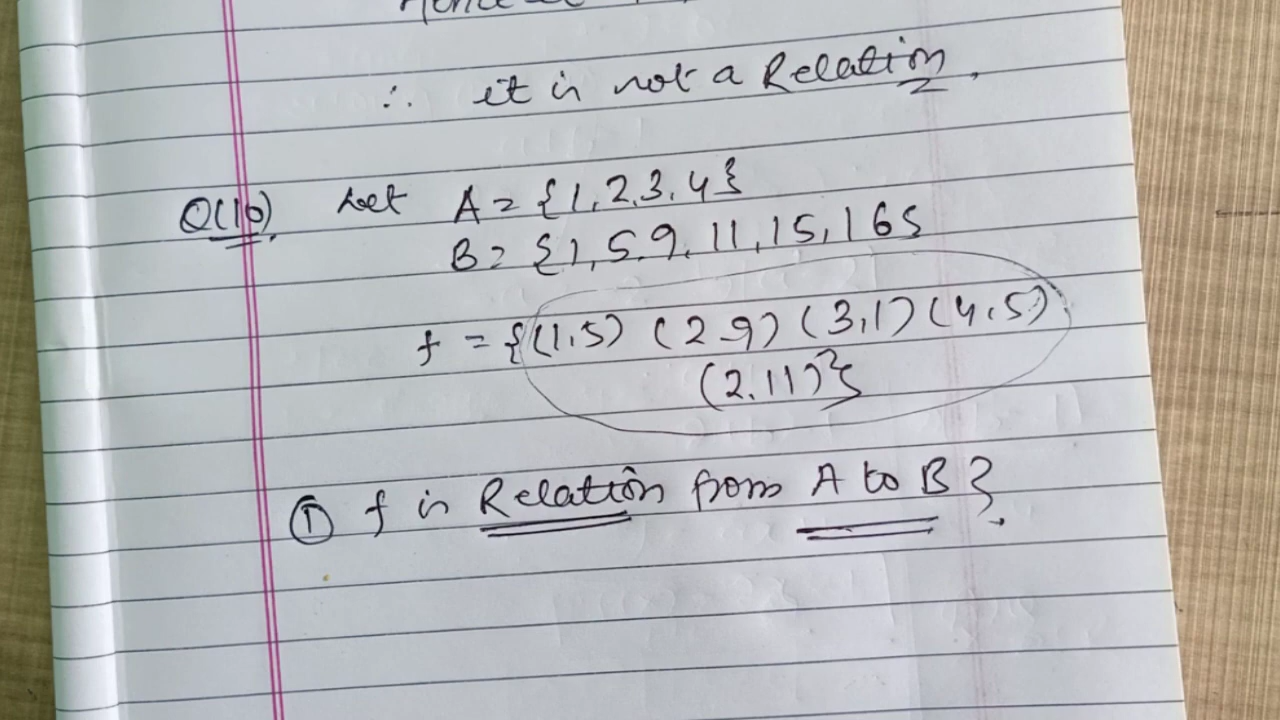 ∴ it is not a Relation.
Q(10) Let A = {1,2,3,4}
B = {1,5,9,11,15,16}
f = {(1,5) (2,9) (3,1) (4,5)
(2,11)}
① f is Relation from A to B?